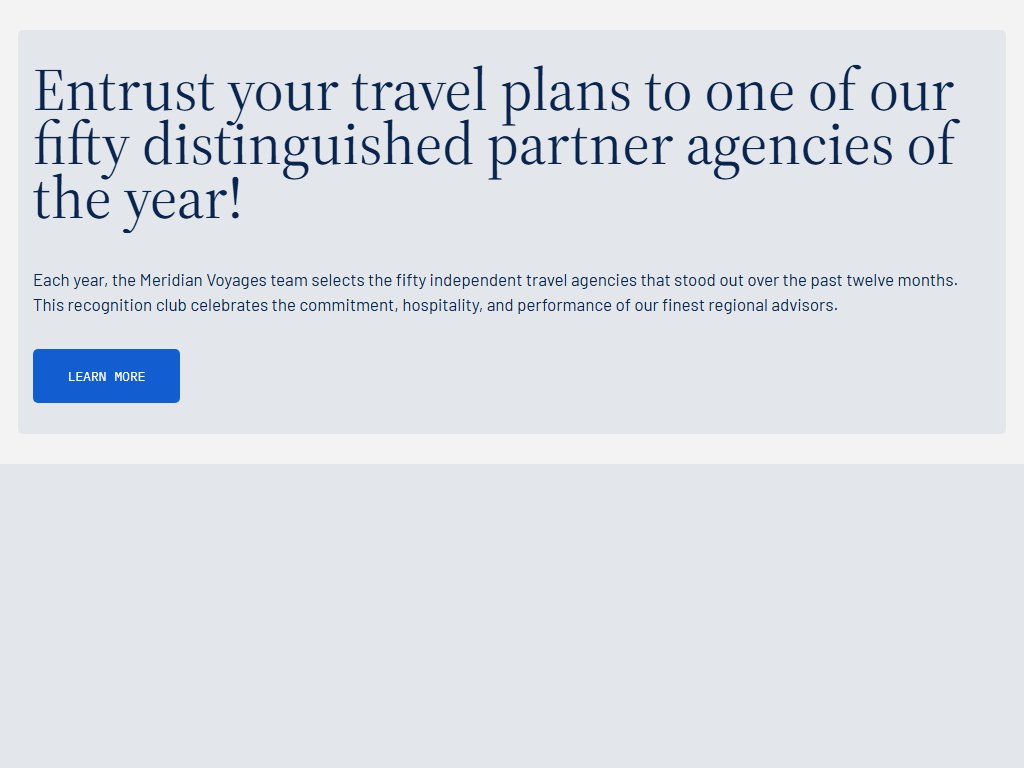 Entrust your travel plans to one of our
fifty distinguished partner agencies of
the year!
Each year, the Meridian Voyages team selects the fifty independent travel agencies that stood out over the past twelve months.
This recognition club celebrates the commitment, hospitality, and performance of our finest regional advisors.
LEARN MORE